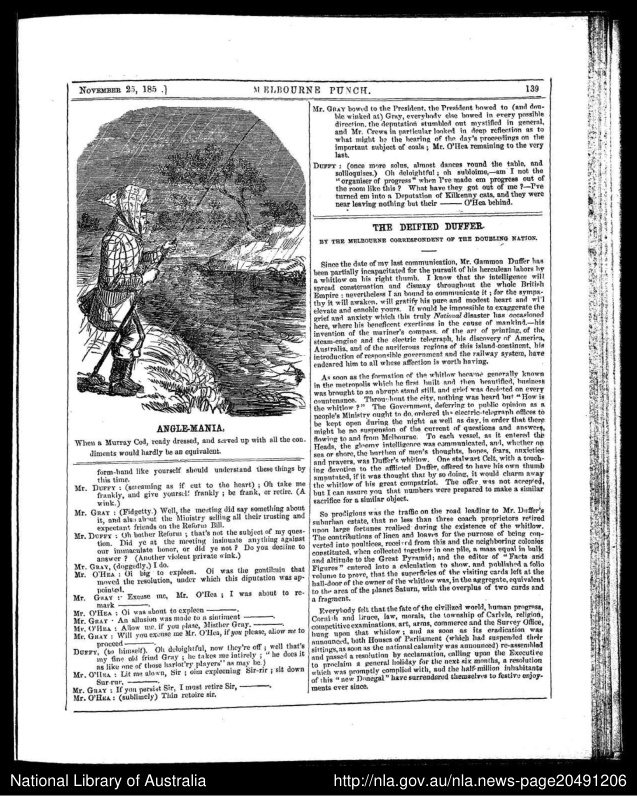 NOVEMBER 25, 185 .]
MELBOURNE PUNCH.
139
ANGLE-MANIA.
When a Murray Cod, ready dressed, and served up with all the con-
diments would hardly be an equivalent.
form-hand like yourself should understand these things by
this time.
MR. DUFFY : (screaming as if cut to the heart) ; Oh take me
frankly, and give yourself frankly ; be frank, or retire. (A
wink.)
MR. GRAY : (Fidgetty.) Well, the meeting did say something about
it, and also about the Ministry selling all their trusting and
expectant friends on the Reform Bill.
MR. DUFFY : Oh bother Reform ; that's not the subject of my ques-
tion. Did ye at the meeting insinuate anything against
our immaculate honor, or did ye not ? Do you decline to
answer ? (Another violent private wink.)
MR. GRAY, (doggedly.) I do.
MR. O'HEA : Oi big to expleen. Oi was the gontilman that
moved the resolution, under which this diputation was ap-
pointed.
MR. GRAY : Excuse me, Mr. O'Hea ; I was about to re-
mark
MR. O'HEA : Oi was about to expleen
MR. GRAY : An allusion was made to a sintiment
MR. O'HEA : Allow me, if you plase, Misther Gray,
MR. GRAY : Will you excuse me Mr. O'Hea, if you please, allow me to
proceed
DUFFY, (to himself). Oh deloightful, now they're off ; well that's
my fine old friend Gray ; he takes me intirely ; " he does it
as like one of those harlotry players" as may be.)
MR. O'HEA : Lit me alown, Sir ; oim expleening Sir-rir ; sit down
Sur-rur,
MR. GRAY : If you persist Sir, I must retire Sir,
MR. O'HEA : (sublimely) Thin retoire sir.
MR. GRAY bowed to the President, the President bowed to (and dou-
ble winked at) Gray, everybody else bowed in every possible
direction, the deputation stumbled out mystified in general,
and Mr. Crews in particular looked in deep reflection as to
what might be the bearing of the day's proceedings on the
important subject of coals ; Mr. O'Hea remaining to the very
last.
DUFFY : (once more solus, almost dances round the table, and
solliquises.) Oh deloightful ; oh subloime,—am I not the
"organiser of progress" when I've made em progress out of
the room like this ? What have they got out of me ?—I've
turned em into a Deputation of Kilkenny cats, and they were
near leaving nothing but their —— O'Hea behind.
THE DEIFIED DUFFER.
BY THE MELBOURNE CORRESPONDENT OF THE DOUBLING NATION.
Since the date of my last communication, Mr. Gammon Duffer has
been partially incapacitated for the pursuit of his herculean labors by
a whitlow on his right thumb. I know that the intelligence will
spread consternation and dismay throughout the whole British
Empire ; nevertheless I am bound to communicate it ; for the sympa-
thy it will awaken, will gratify his pure and modest heart and will
elevate and ennoble yours. It would be impossible to exaggerate the
grief and anxiety which this truly National disaster has occasioned
here, where his beneficent exertions in the cause of mankind,—his
invention of the mariner's compass, of the art of printing, of the
steam-engine and the electric telegraph, his discovery of America,
Australia, and of the auriferous regions of this island-continent, his
introduction of responsible government and the railway system, have
endeared him to all whose affection is worth having.
As soon as the formation of the whitlow became generally known
in the metropolis which he first built and then beautified, business
was brought to an abrupt stand still, and grief was depicted on every
countenance. Throughout the city, nothing was heard but "How is
the whitlow ?" The Government, deferring to public opinion as a
people's Ministry ought to do, ordered the electric-telegraph offices to
be kept open during the night as well as day, in order that there
might be no suspension of the current of questions and answers,
flowing to and from Melbourne. To each vessel, as it entered the
Heads, the gloomy intelligence was communicated, and, whether on
sea or shore, the burthen of men's thoughts, hopes, fears, anxieties
and prayers, was Duffer's whitlow. One stalwart Celt, with a touch-
ing devotion to the afflicted Duffer, offered to have his own thumb
amputated, if it was thought that by so doing, it would charm away
the whitlow of his great compatriot. The offer was not accepted,
but I can assure you that numbers were prepared to make a similar
sacrifice for a similar object.
So prodigious was the traffic on the road leading to Mr. Duffer's
suburban estate, that no less than three coach proprietors retired
upon large fortunes realised during the existence of the whitlow.
The contributions of linen and loaves for the purpose of being con-
verted into poultices, received from this and the neighboring colonies
constituted, when collected together in one pile, a mass equal in bulk
and altitude to the Great Pyramid; and the editor of "Facts and
Figures" entered into a calculation to show, and published a folio
volume to prove, that the superficies of the visiting cards left at the
hall-door of the owner of the whitlow was, in the aggregate, equivalent
to the area of the planet Saturn, with the overplus of two cards and
a fragment.
Everybody felt that the fate of the civilised world, human progress,
Cornish and Bruce, law, morals, the township of Carlsle, religion,
competitive examinations, art, arms, commerce and the Survey Office,
hung upon that whitlow ; and as soon as its eradication was
announced, both Houses of Parliament (which had suspended their
sittings, as soon as the national calamity was announced) re-assembled
and passed a resolution by acclamation, calling upon the Executive
to proclaim a general holiday for the next six months, a resolution
which was promptly complied with, and the half-million inhabitants
of this "new Donegal" have surrendered themselves to festive enjoy-
ments ever since.
National Library of Australia
http://nla.gov.au/nla.news-page20491206